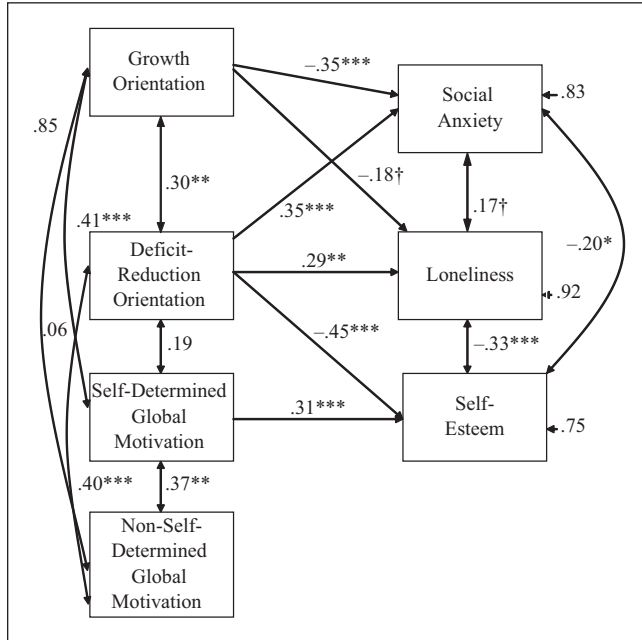 Growth
Orientation
–.35***
Social
Anxiety
.83
.85
.30**
–.18†
.41***
.35***
.17†
Deficit-
Reduction
Orientation
.29**
Loneliness
–.20*
.92
.06
.19
–.45***
–.33***
Self-Determined
Global
Motivation
.31***
Self-
Esteem
.75
.40***
.37**
Non-Self-
Determined
Global
Motivation